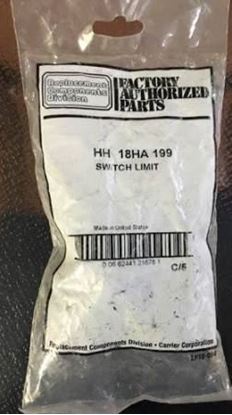 Replacement
Components
Division
FACTORY
AUTHORIZED
PARTS
HH 18HA 199
SWITCH LIMIT
Made in United States
C/5
Replacement Components Division • Carrier Corporation